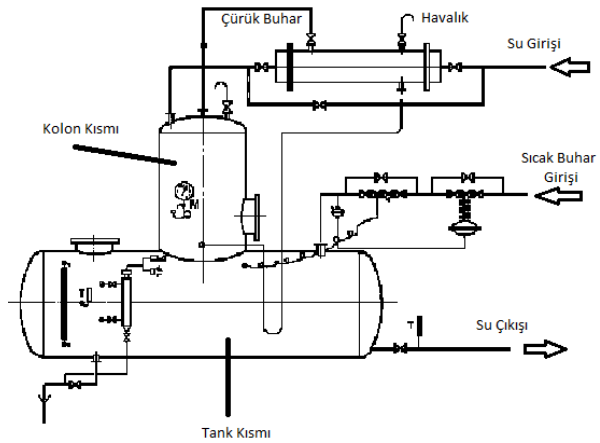 Çürük Buhar
Havalık
Su Girişi
Kolon Kısmı
Sıcak Buhar
Girişi
M
T
T
Su Çıkışı
Tank Kısmı